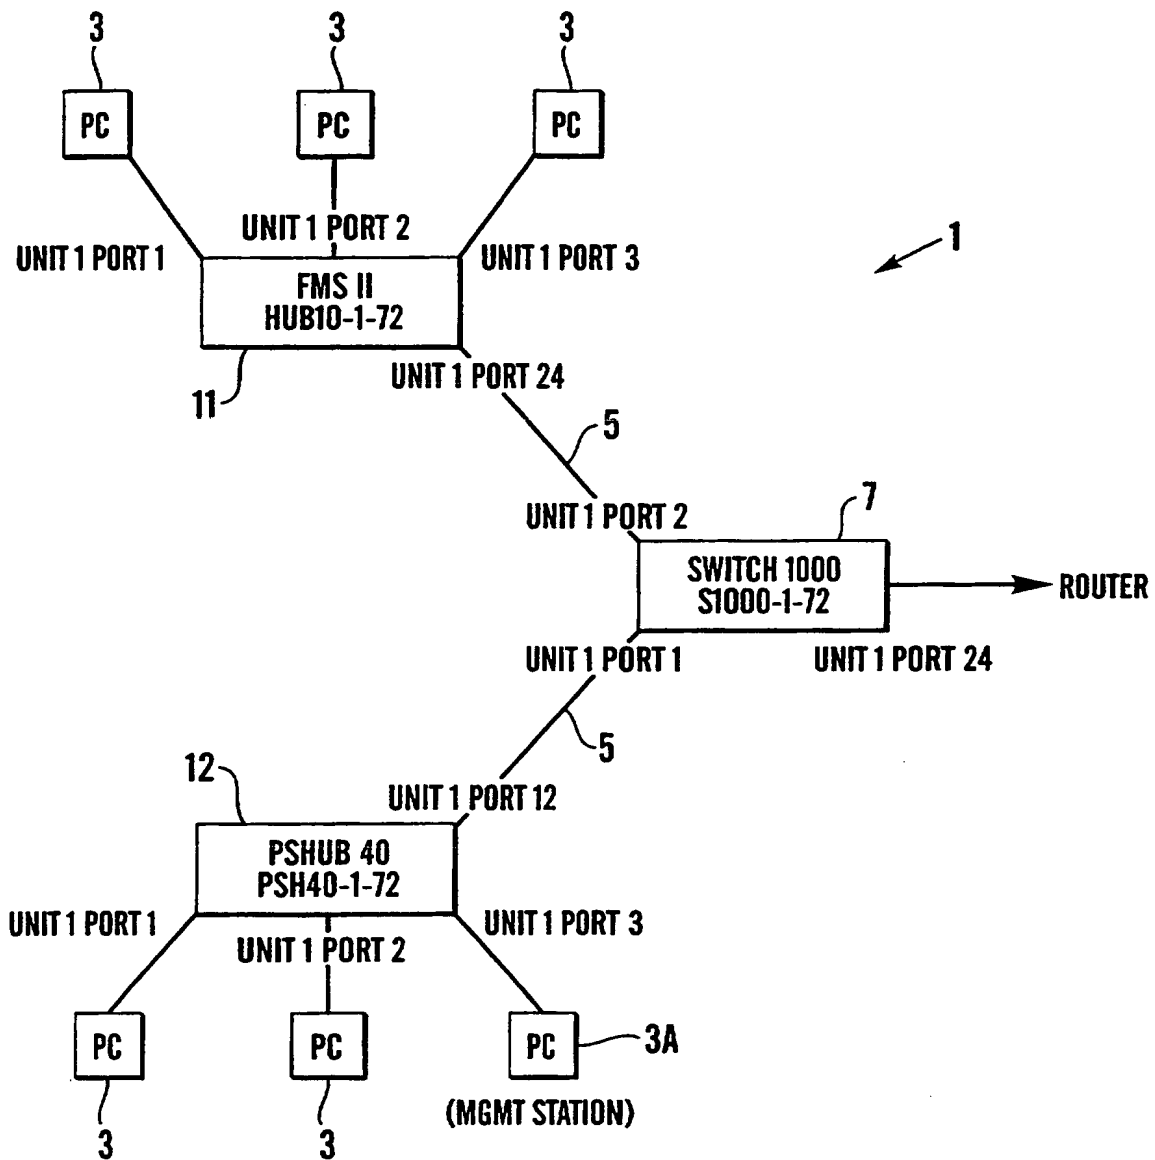 3
3
3
PC
PC
PC
UNIT 1 PORT 2
UNIT 1 PORT 1
UNIT 1 PORT 3
1
FMS II
HUB10-1-72
UNIT 1 PORT 24
11
5
7
UNIT 1 PORT 2
SWITCH 1000
S1000-1-72
ROUTER
UNIT 1 PORT 1
UNIT 1 PORT 24
5
12
UNIT 1 PORT 12
PSHUB 40
PSH40-1-72
UNIT 1 PORT 1
UNIT 1 PORT 3
UNIT 1 PORT 2
PC
PC
PC
3A
(MGMT STATION)
3
3